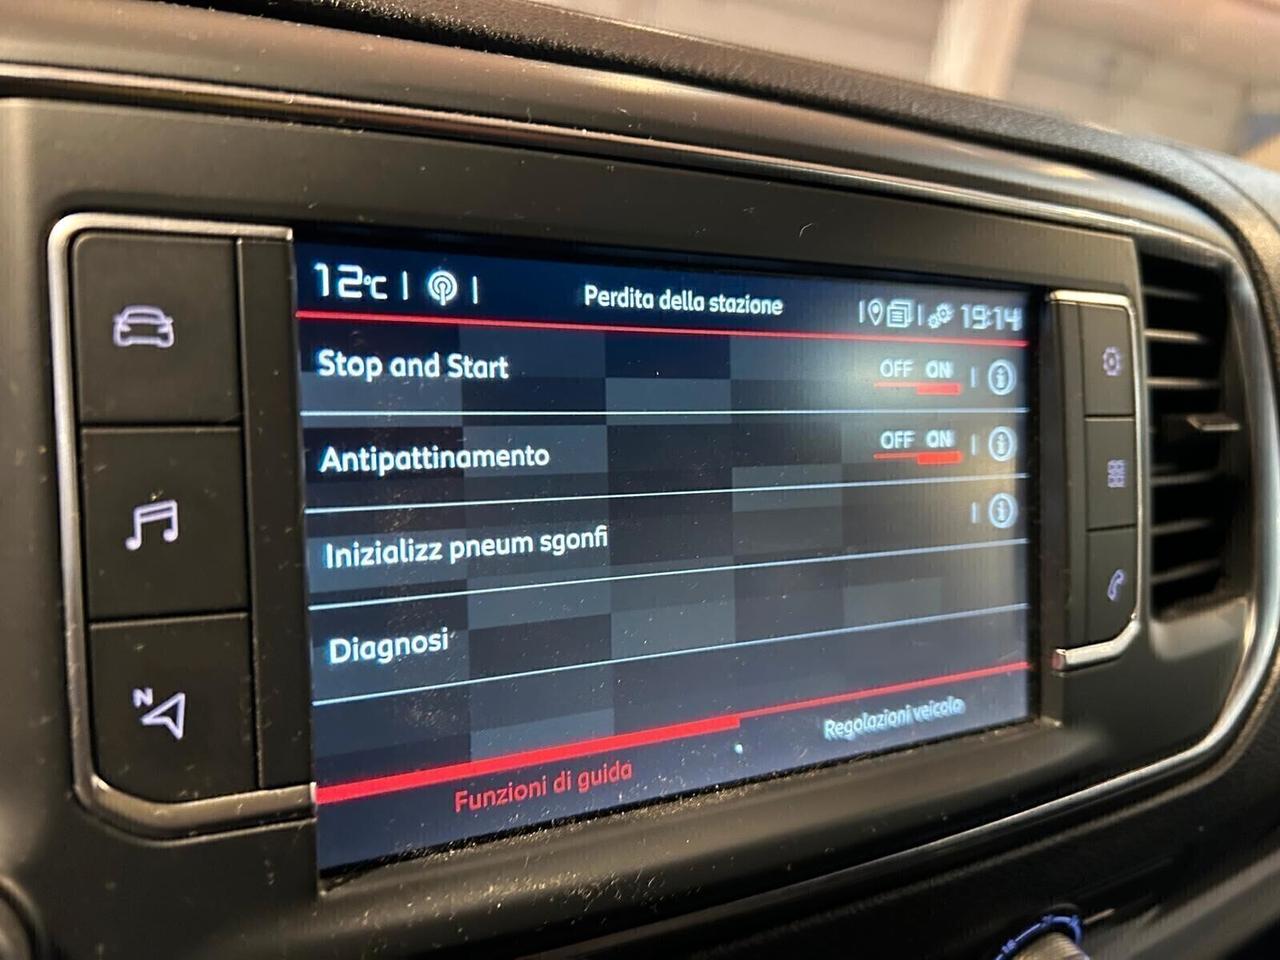 12°C
Perdita della stazione
19:14
Stop and Start
OFF ON
Antipattinamento
OFF ON
Inizializz pneum sgonfi
Diagnosi
Funzioni di guida
Regolazioni veicolo
N